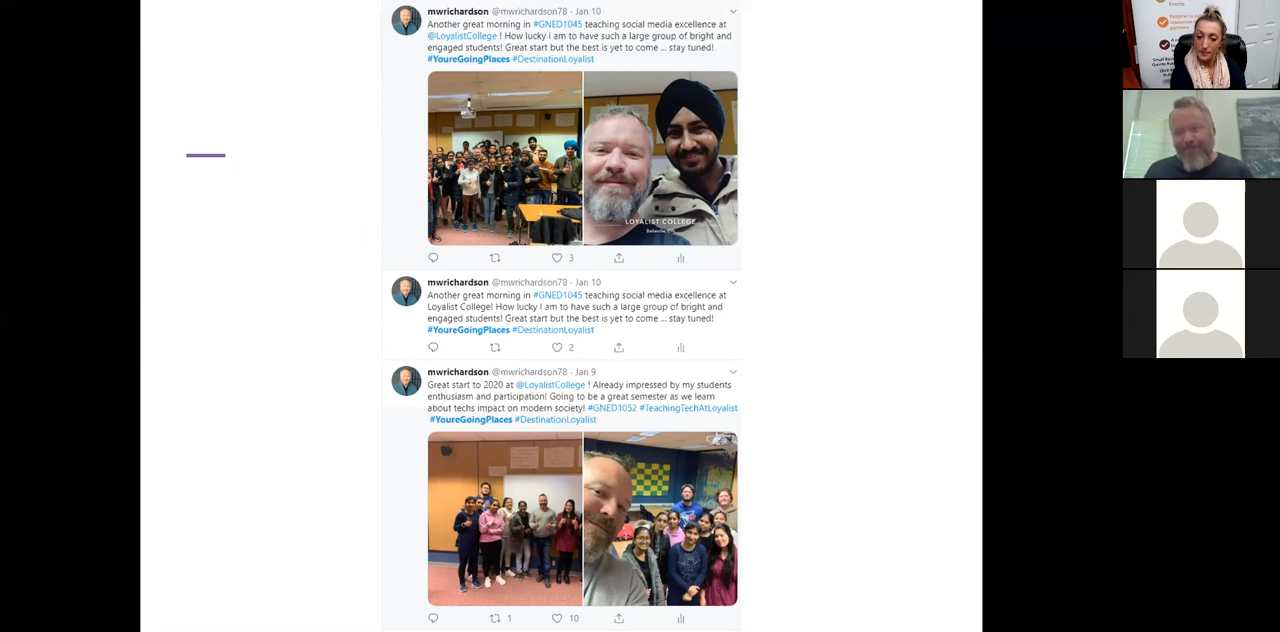 mwrichardson @mwrichardson78 · Jan 10
Another great morning in #GNED1045 teaching social media excellence at
@LoyalistCollege ! How lucky I am to have such a large group of bright and
engaged students! Great start but the best is yet to come ... stay tuned!
#YoureGoingPlaces #DestinationLoyalist
LOYALIST COLLEGE
3
mwrichardson @mwrichardson78 · Jan 10
Another great morning in #GNED1045 teaching social media excellence at
Loyalist College! How lucky I am to have such a large group of bright and
engaged students! Great start but the best is yet to come ... stay tuned!
#YoureGoingPlaces #DestinationLoyalist
2
mwrichardson @mwrichardson78 · Jan 9
Great start to 2020 at @LoyalistCollege ! Already impressed by my students
enthusiasm and participation! Going to be a great semester as we learn
about techs impact on modern society! #GNED1052 #TeachingTechAtLoyalist
#YoureGoingPlaces #DestinationLoyalist
1 10
Events